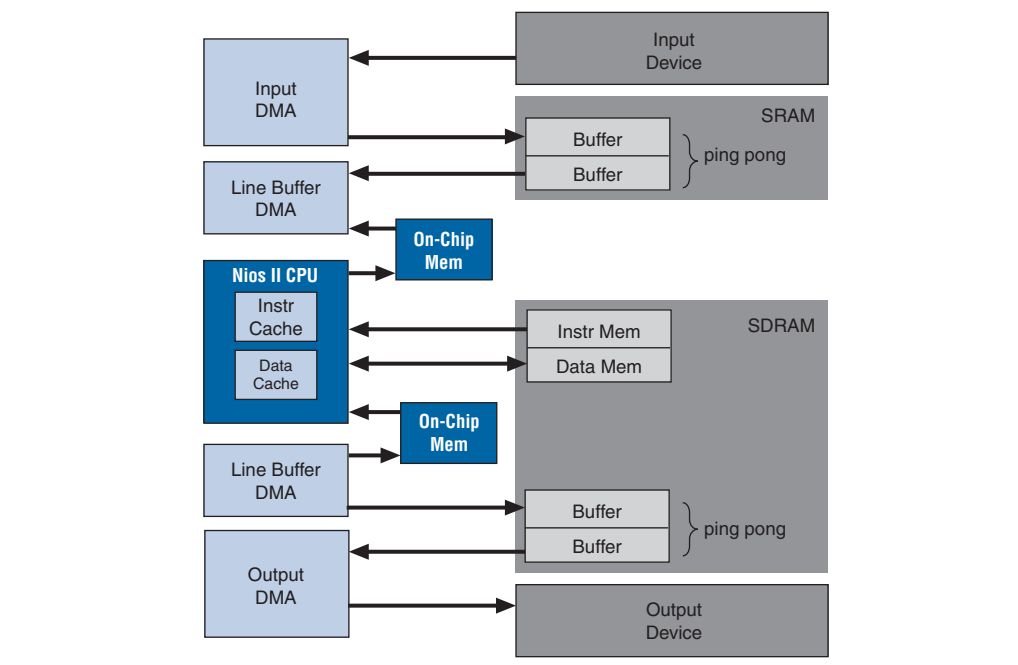 Input
Device
Input
DMA
SRAM
Buffer
Buffer
ping pong
Line Buffer
DMA
On-Chip
Mem
Nios II CPU
Instr
Cache
Data
Cache
SDRAM
Instr Mem
Data Mem
On-Chip
Mem
Line Buffer
DMA
Buffer
Buffer
ping pong
Output
DMA
Output
Device